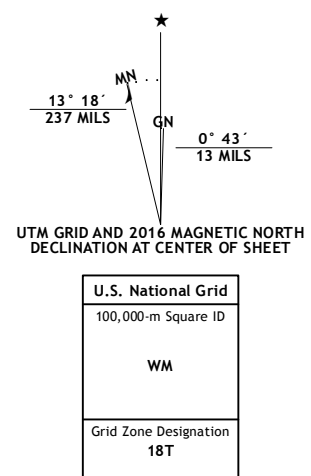 ★
MN
13° 18´
237 MILS
GN
0° 43´
13 MILS
UTM GRID AND 2016 MAGNETIC NORTH
DECLINATION AT CENTER OF SHEET
U.S. National Grid
100,000-m Square ID
WM
Grid Zone Designation
18T